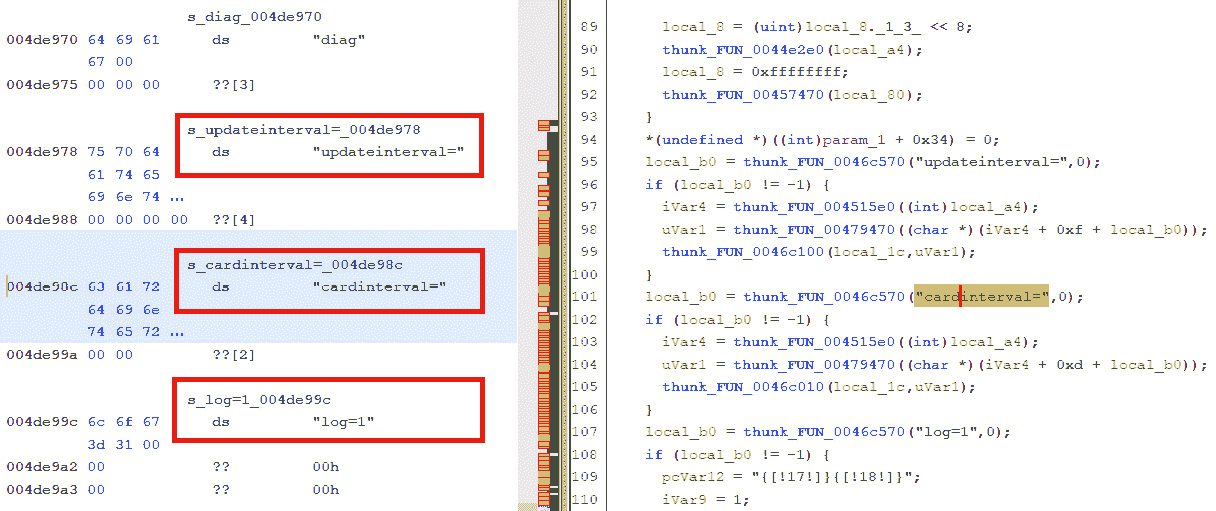 s_diag_004de970
004de970 64 69 61 ds "diag"
67 00
004de975 00 00 00 ??[3]
s_updateinterval=_004de978
004de978 75 70 64 ds "updateinterval="
61 74 65
69 6e 74 ...
004de988 00 00 00 00 ??[4]
s_cardinterval=_004de98c
004de98c 63 61 72 ds "cardinterval="
64 69 6e
74 65 72 ...
004de99a 00 00 ??[2]
s_log=1_004de99c
004de99c 6c 6f 67 ds "log=1"
3d 31 00
004de9a2 00 ?? 00h
004de9a3 00 ?? 00h
89 local_8 = (uint)local_8._1_3_ << 8;
90 thunk_FUN_0044e2e0(local_a4);
91 local_8 = 0xffffffff;
92 thunk_FUN_00457470(local_80);
93 }
94 *(undefined *)((int)param_1 + 0x34) = 0;
95 local_b0 = thunk_FUN_0046c570("updateinterval=",0);
96 if (local_b0 != -1) {
97 iVar4 = thunk_FUN_004515e0((int)local_a4);
98 uVar1 = thunk_FUN_00479470((char *)(iVar4 + 0xf + local_b0));
99 thunk_FUN_0046c100(local_1c,uVar1);
100 }
101 local_b0 = thunk_FUN_0046c570("cardinterval=",0);
102 if (local_b0 != -1) {
103 iVar4 = thunk_FUN_004515e0((int)local_a4);
104 uVar1 = thunk_FUN_00479470((char *)(iVar4 + 0xd + local_b0));
105 thunk_FUN_0046c010(local_1c,uVar1);
106 }
107 local_b0 = thunk_FUN_0046c570("log=1",0);
108 if (local_b0 != -1) {
109 pcVar12 = "{[!17!]}{[!18!]}";
110 iVar9 = 1;